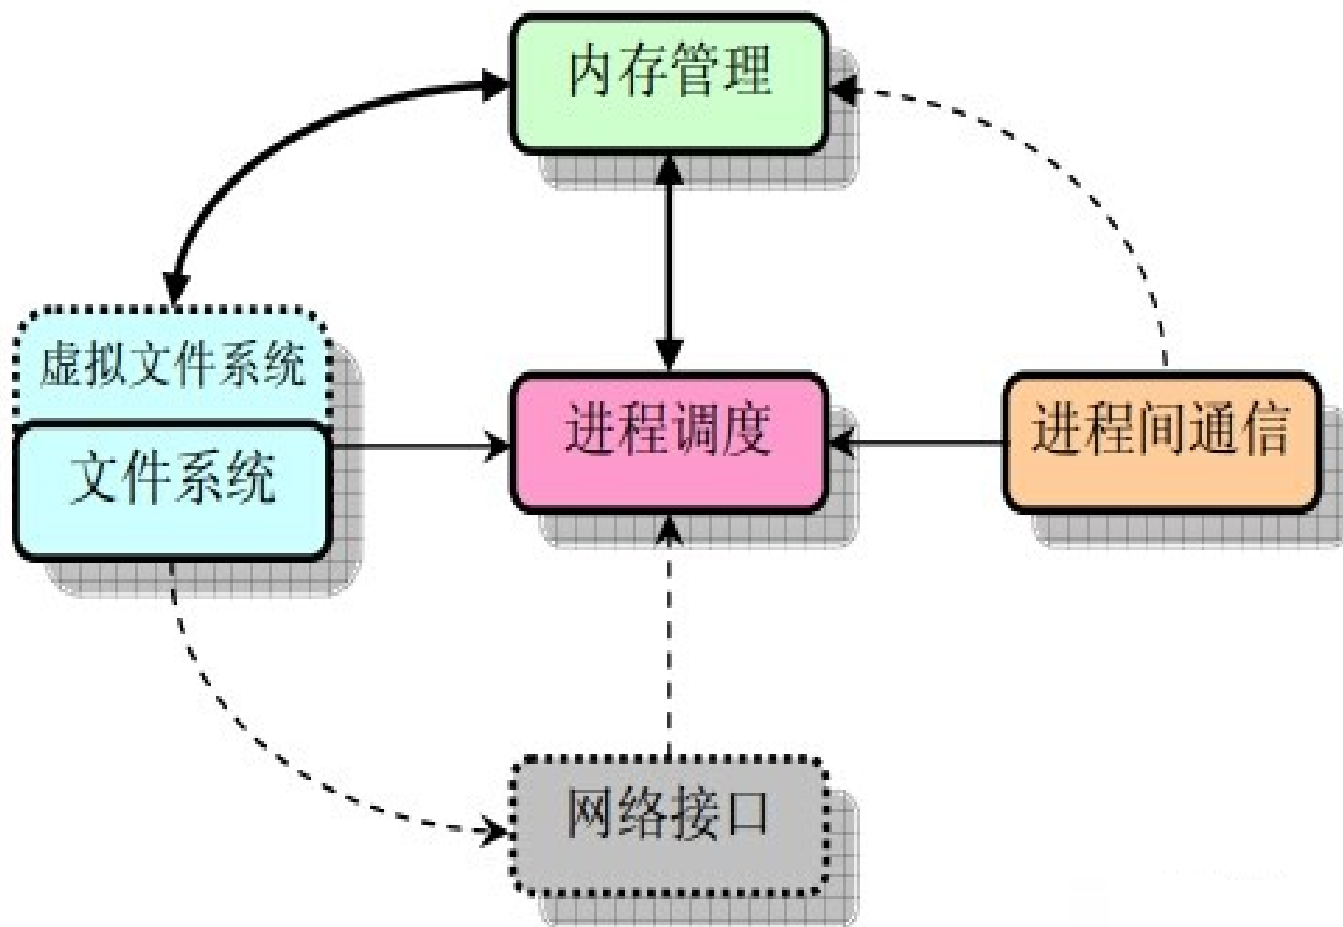 内存管理
虚拟文件系统
文件系统
进程调度
进程间通信
网络接口